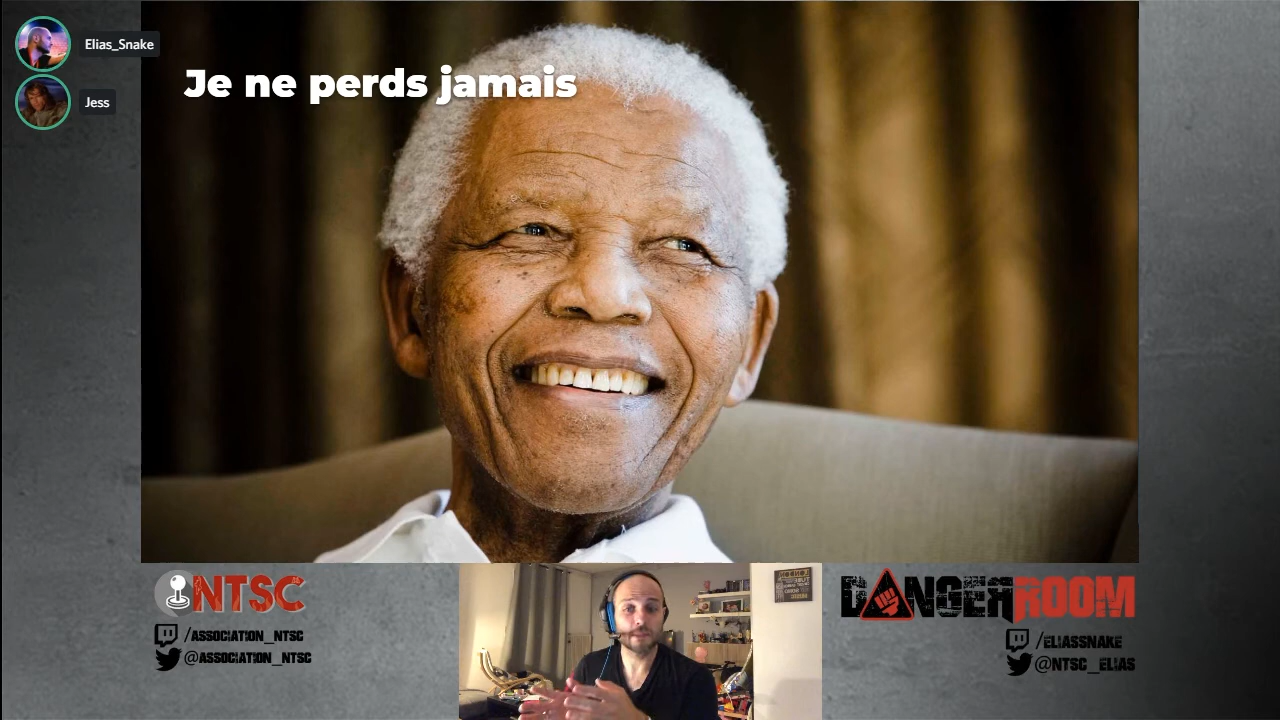 Elias_Snake
Jess
Je ne perds jamais
NTSC
/ASSOCIATION_NTSC
@ASSOCIATION_NTSC
DANGERROOM
/ELIASSNAKE
@NTSC_ELIAS